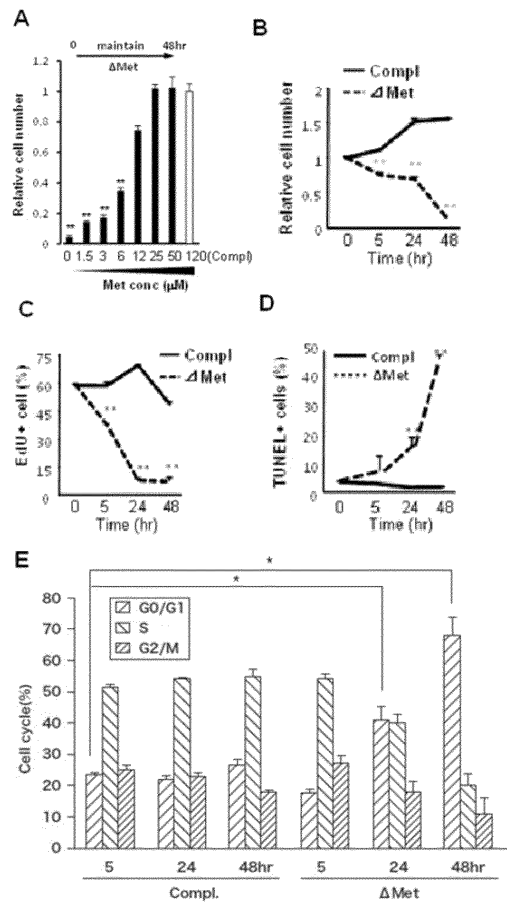 A
0 maintain 48hr
ΔMet
Relative cell number
1.2
1
0.8
0.6
0.4
0.2
0
** ** ** **
0 1.5 3 6 12 25 50 120(Compl)
Met conc (μM)
B
Compl
ΔMet
Relative cell number
2
1.5
1
0.5
0
** ** **
0 5 24 48
Time (hr)
C
Compl
ΔMet
EdU+ cell (%)
75
60
45
30
15
0
** ** **
0 5 24 48
Time (hr)
D
Compl
ΔMet
TUNEL+ cells (%)
50
40
30
20
10
0
** **
0 5 24 48
Time (hr)
E
*
*
G0/G1
S
G2/M
Cell cycle(%)
80
70
60
50
40
30
20
10
0
5 24 48hr 5 24 48hr
Compl. ΔMet